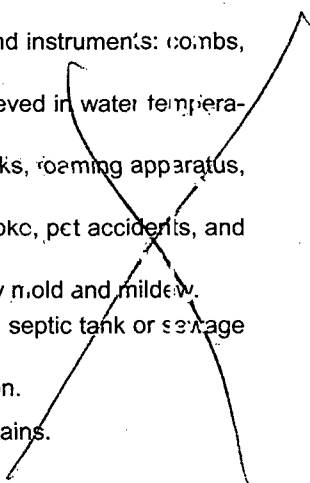 nd instruments: combs,
eved in water tempera-
ks, foaming apparatus,
oke, pet accidents, and
y mold and mildew.
septic tank or sewage
n.
ains.